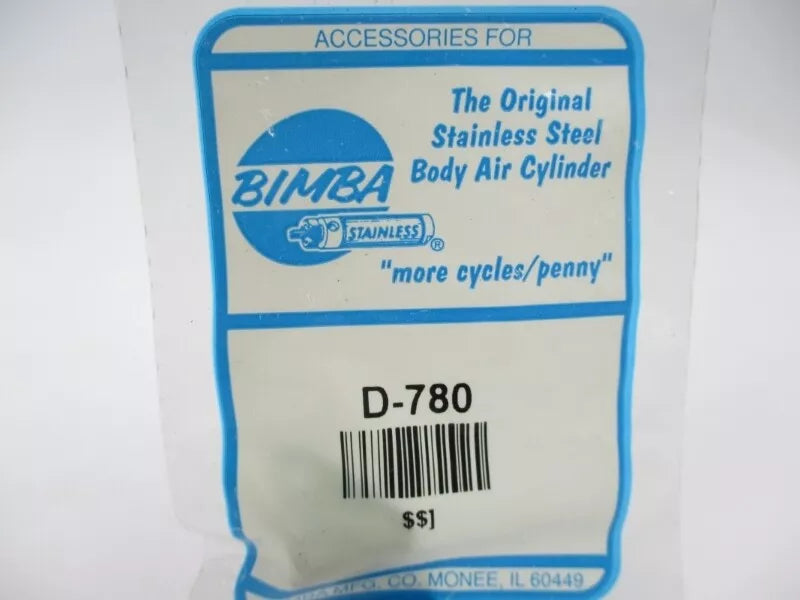 ACCESSORIES FOR
The Original
Stainless Steel
Body Air Cylinder
BIMBA
STAINLESS®
"more cycles/penny"
D-780
$$]
MFG. CO. MONEE, IL 60449